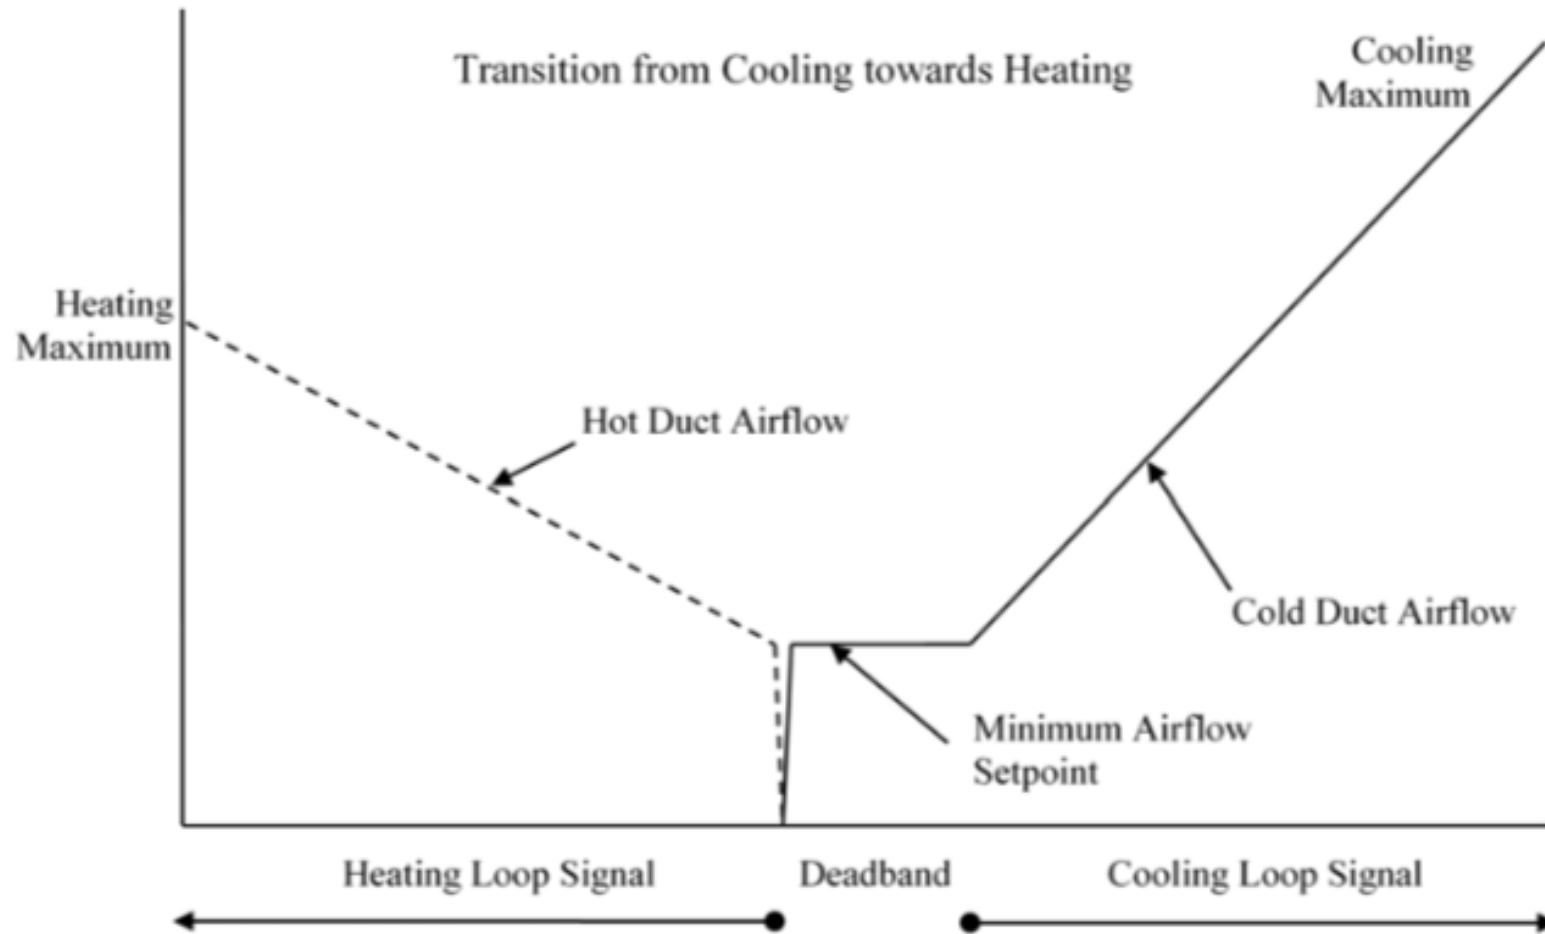 Transition from Cooling towards Heating
Cooling
Maximum
Heating
Maximum
Hot Duct Airflow
Cold Duct Airflow
Minimum Airflow
Setpoint
Heating Loop Signal
Deadband
Cooling Loop Signal